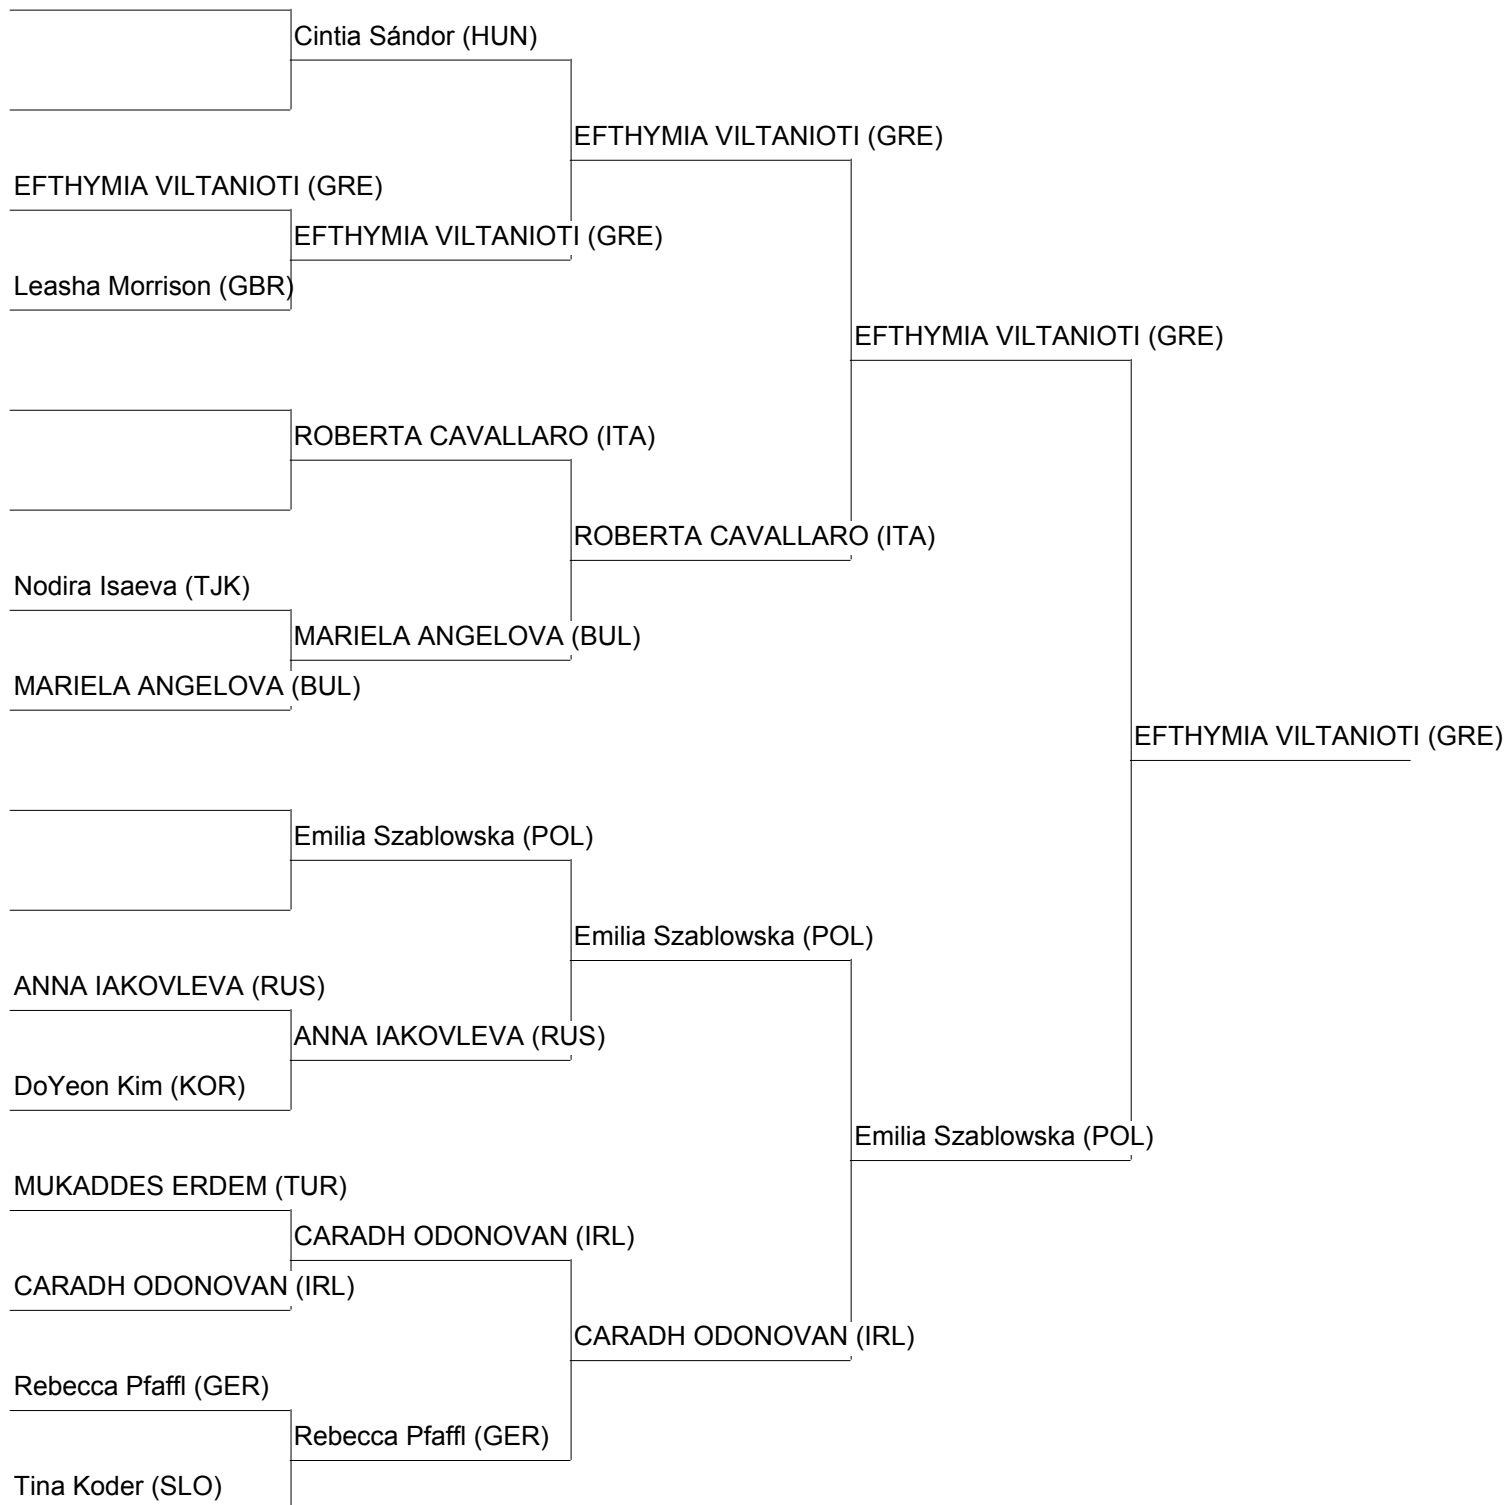 Cintia Sándor (HUN)
EFTHYMIA VILTANIOTI (GRE)
EFTHYMIA VILTANIOTI (GRE)
EFTHYMIA VILTANIOTI (GRE)
Leasha Morrison (GBR)
EFTHYMIA VILTANIOTI (GRE)
ROBERTA CAVALLARO (ITA)
ROBERTA CAVALLARO (ITA)
Nodira Isaeva (TJK)
MARIELA ANGELOVA (BUL)
MARIELA ANGELOVA (BUL)
EFTHYMIA VILTANIOTI (GRE)
Emilia Szablowska (POL)
Emilia Szablowska (POL)
ANNA IAKOVLEVA (RUS)
ANNA IAKOVLEVA (RUS)
DoYeon Kim (KOR)
Emilia Szablowska (POL)
MUKADDES ERDEM (TUR)
CARADH ODONOVAN (IRL)
CARADH ODONOVAN (IRL)
CARADH ODONOVAN (IRL)
Rebecca Pfaffl (GER)
Rebecca Pfaffl (GER)
Tina Koder (SLO)